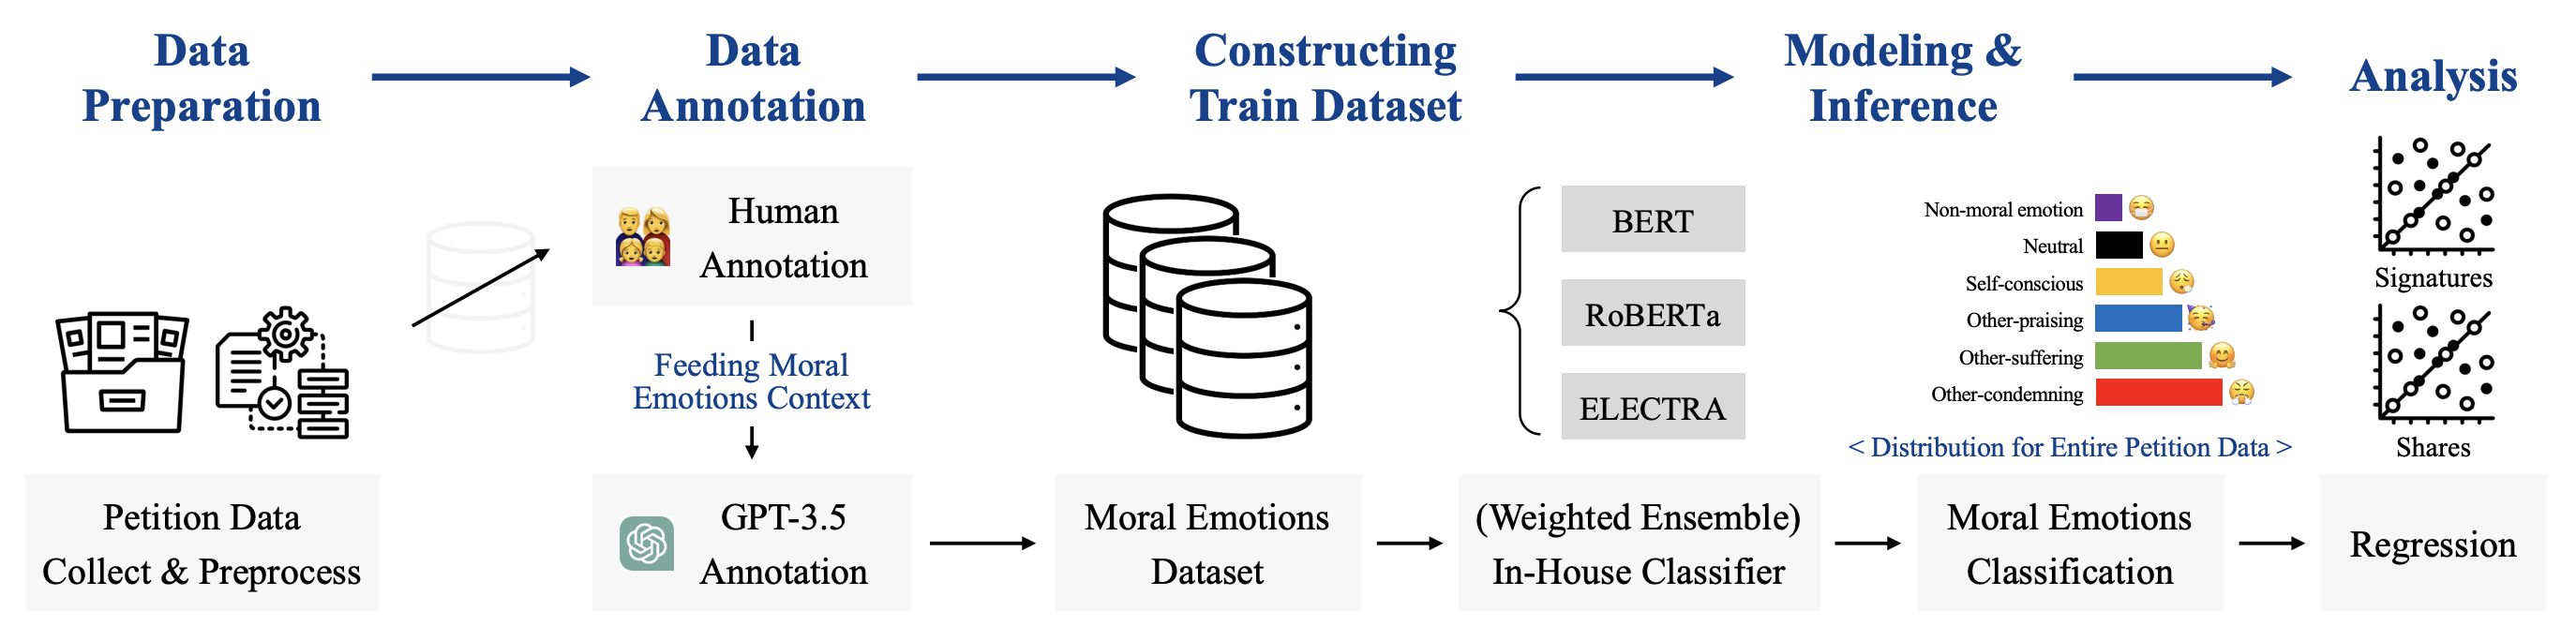 Data
Preparation
Data
Annotation
Constructing
Train Dataset
Modeling &
Inference
Analysis
Petition Data
Collect & Preprocess
Human
Annotation
Feeding Moral
Emotions Context
GPT-3.5
Annotation
Moral Emotions
Dataset
BERT
RoBERTa
ELECTRA
(Weighted Ensemble)
In-House Classifier
Non-moral emotion
Neutral
Self-conscious
Other-praising
Other-suffering
Other-condemning
< Distribution for Entire Petition Data >
Moral Emotions
Classification
Signatures
Shares
Regression